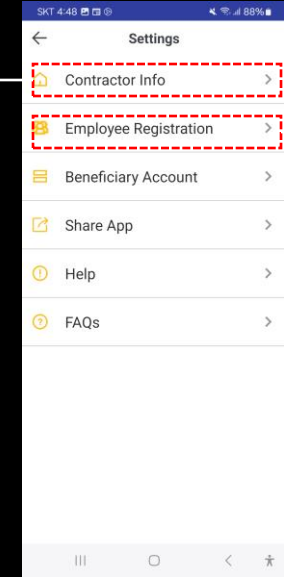 SKT 4:48 88%
Settings
Contractor Info
Employee Registration
Beneficiary Account
Share App
Help
FAQs